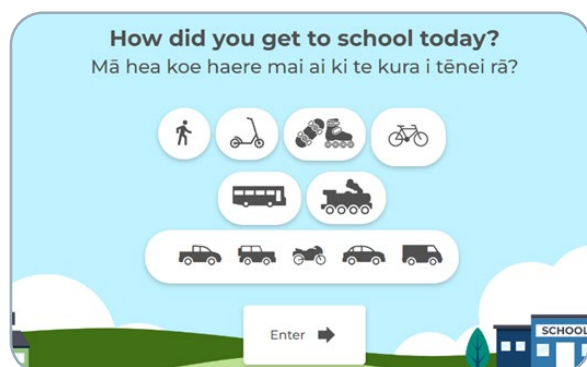 How did you get to school today?
Mā hea koe haere mai ai ki te kura i tēnei rā?
Enter
SCHOOL